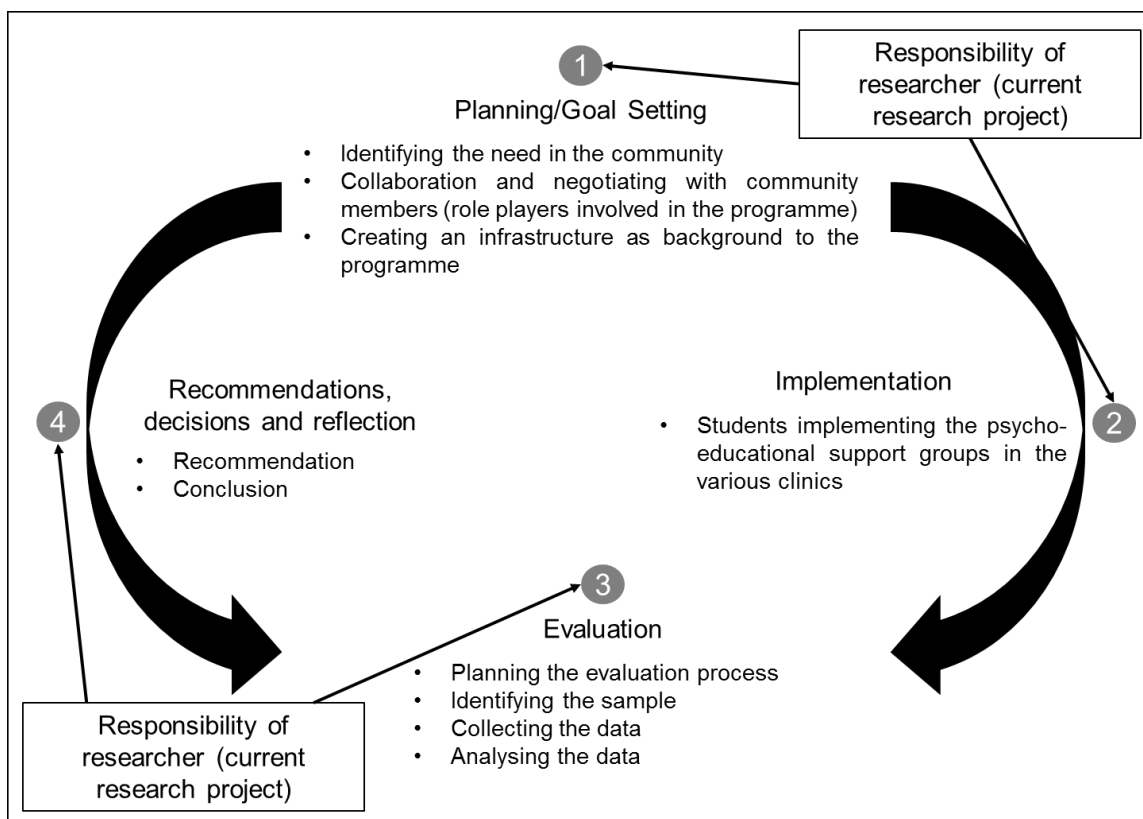 1
Responsibility of
researcher (current
research project)
Planning/Goal Setting
• Identifying the need in the community
• Collaboration and negotiating with community
members (role players involved in the programme)
• Creating an infrastructure as background to the
programme
4
Recommendations,
decisions and reflection
• Recommendation
• Conclusion
Implementation
2
• Students implementing the psycho-
educational support groups in the
various clinics
3
Evaluation
• Planning the evaluation process
• Identifying the sample
• Collecting the data
• Analysing the data
Responsibility of
researcher (current
research project)